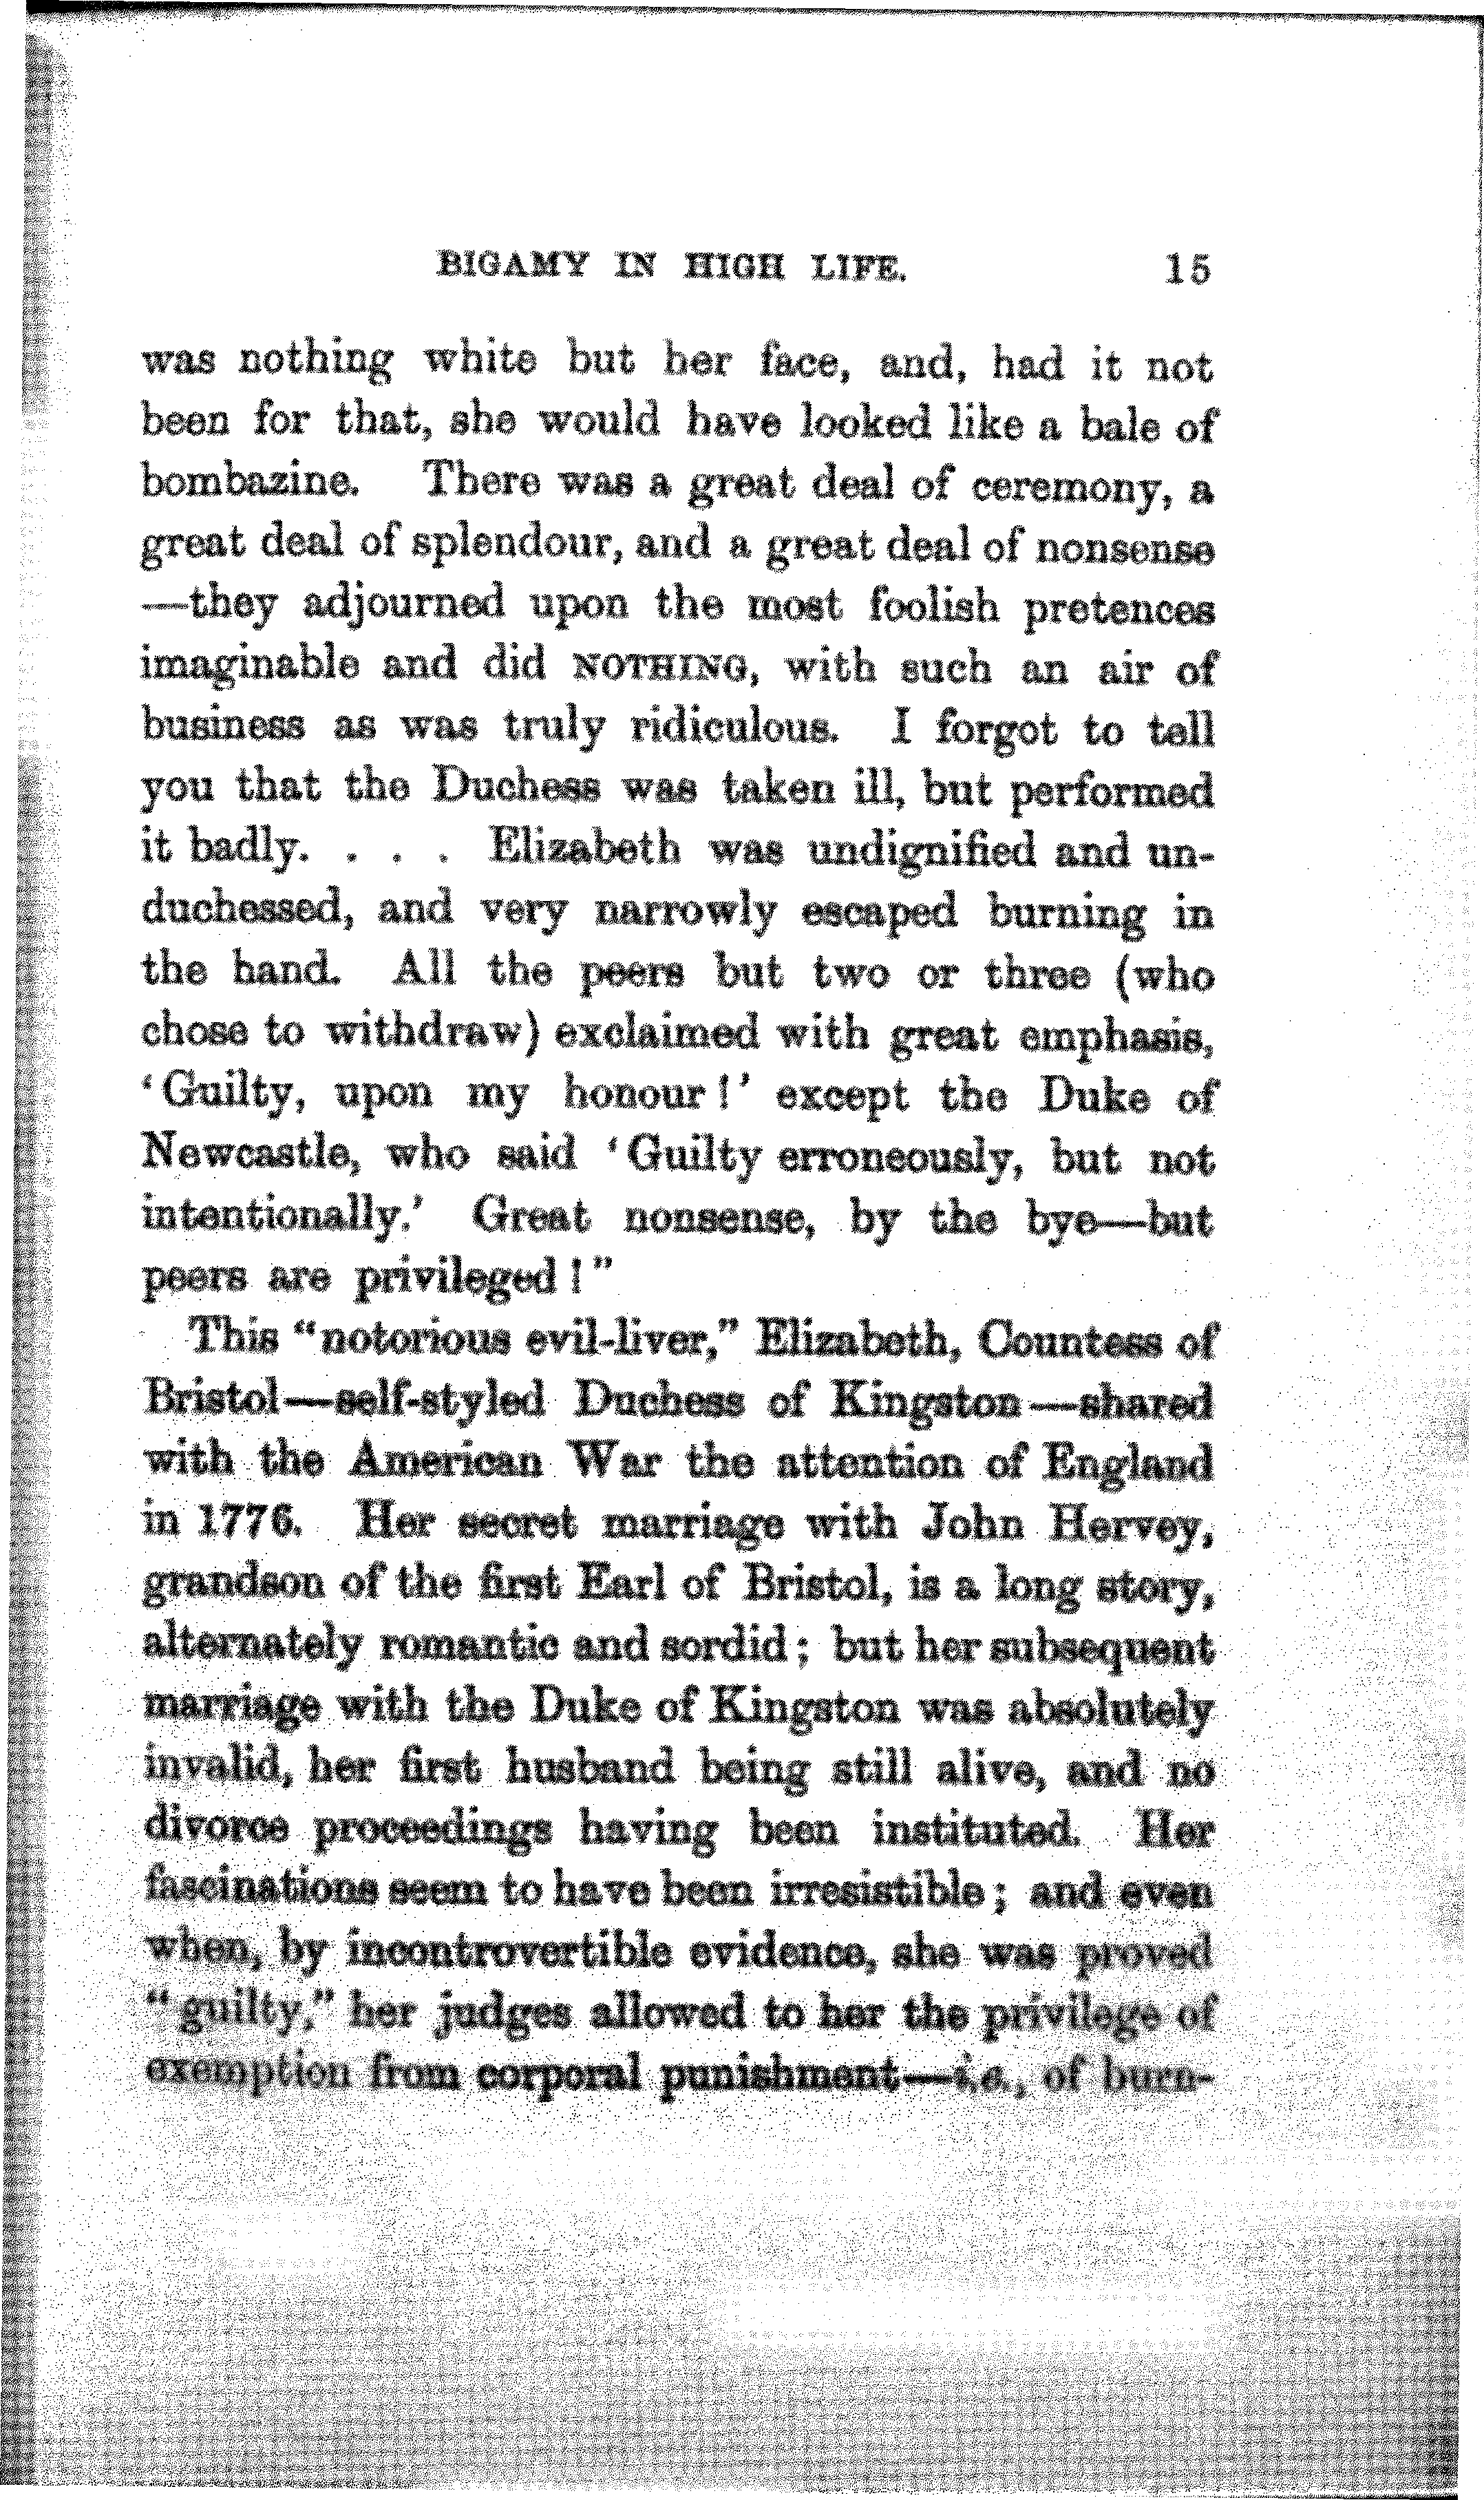 BIGAMY IN HIGH LIFE. 15
was nothing white but her face, and, had it not
been for that, she would have looked like a bale of
bombazine. There was a great deal of ceremony, a
great deal of splendour, and a great deal of nonsense
—they adjourned upon the most foolish pretences
imaginable and did NOTHING, with such an air of
business as was truly ridiculous. I forgot to tell
you that the Duchess was taken ill, but performed
it badly. . . . Elizabeth was undignified and un-
duchessed, and very narrowly escaped burning in
the hand. All the peers but two or three (who
chose to withdraw) exclaimed with great emphasis,
‘Guilty, upon my honour!’ except the Duke of
Newcastle, who said ‘Guilty erroneously, but not
intentionally.’ Great nonsense, by the bye—but
peers are privileged!”
This “notorious evil-liver,” Elizabeth, Countess of
Bristol—self-styled Duchess of Kingston—shared
with the American War the attention of England
in 1776. Her secret marriage with John Hervey,
grandson of the first Earl of Bristol, is a long story,
alternately romantic and sordid; but her subsequent
marriage with the Duke of Kingston was absolutely
invalid, her first husband being still alive, and no
divorce proceedings having been instituted. Her
fascinations seem to have been irresistible; and even
when, by incontrovertible evidence, she was proved
“guilty,” her judges allowed to her the privilege of
exemption from corporal punishment—i.e., of burn-